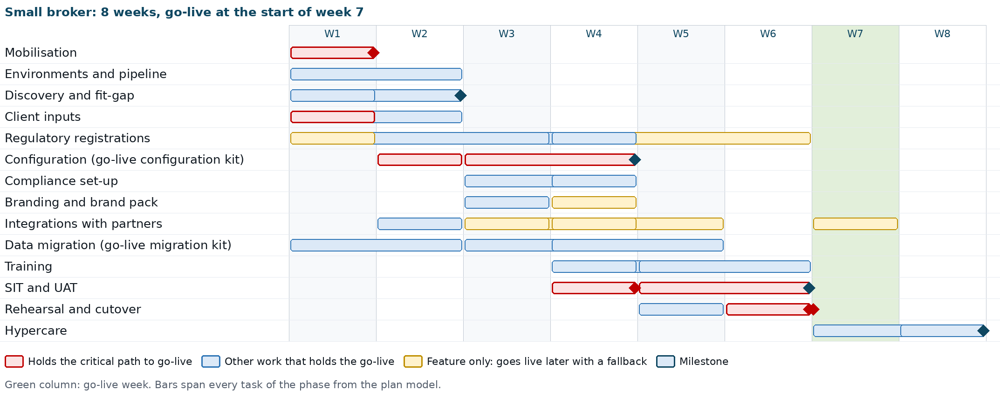 Small broker: 8 weeks, go-live at the start of week 7
W1 W2 W3 W4 W5 W6 W7 W8
Mobilisation
Environments and pipeline
Discovery and fit-gap
Client inputs
Regulatory registrations
Configuration (go-live configuration kit)
Compliance set-up
Branding and brand pack
Integrations with partners
Data migration (go-live migration kit)
Training
SIT and UAT
Rehearsal and cutover
Hypercare
Holds the critical path to go-live Other work that holds the go-live Feature only: goes live later with a fallback Milestone
Green column: go-live week. Bars span every task of the phase from the plan model.